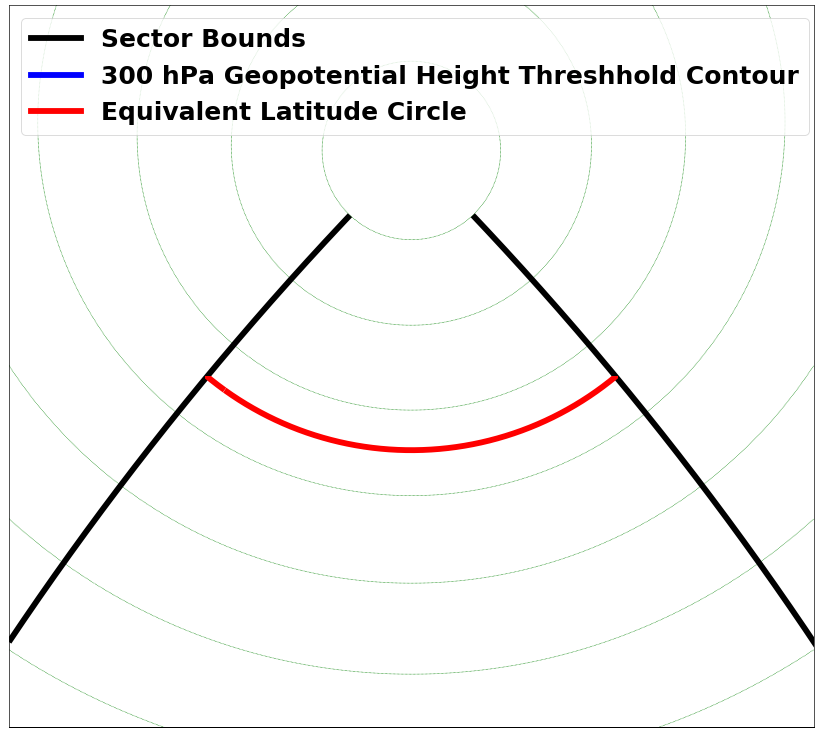 Sector Bounds
300 hPa Geopotential Height Threshhold Contour
Equivalent Latitude Circle